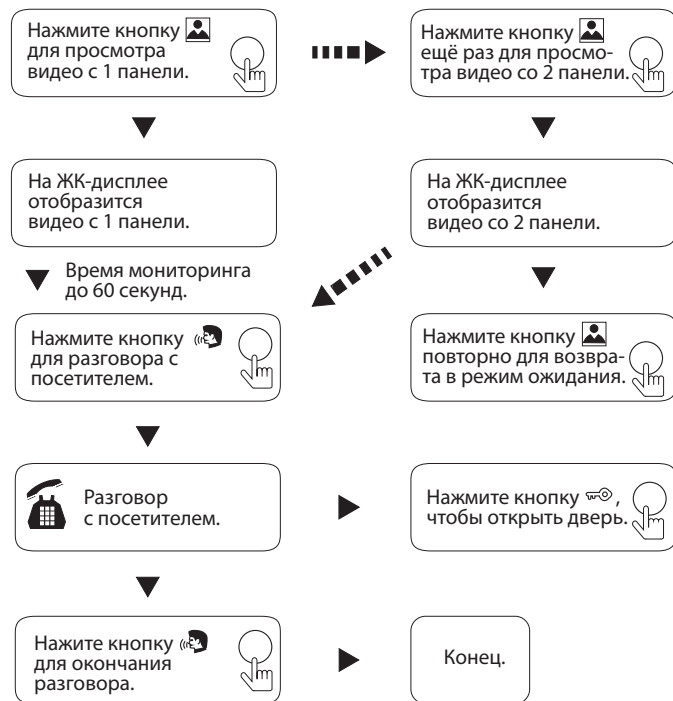 Нажмите кнопку
для просмотра
видео с 1 панели.
Нажмите кнопку
ещё раз для просмо-
тра видео со 2 панели.
На ЖК-дисплее
отобразится
видео с 1 панели.
На ЖК-дисплее
отобразится
видео со 2 панели.
Время мониторинга
до 60 секунд.
Нажмите кнопку
для разговора с
посетителем.
Нажмите кнопку
повторно для возвра-
та в режим ожидания.
Разговор
с посетителем.
Нажмите кнопку ,
чтобы открыть дверь.
Нажите кнопку
для окончания
разговора.
Конец.